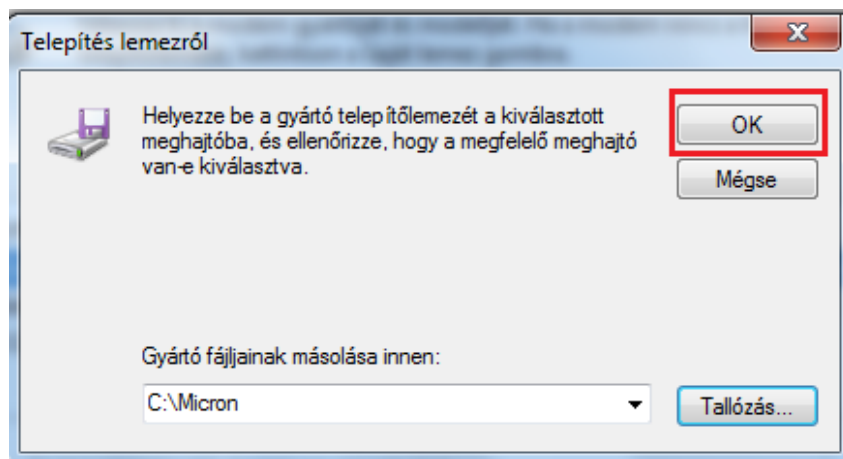 Telepítés lemezről
Helyezze be a gyártó telepítőlemezét a kiválasztott
meghajtóba, és ellenőrizze, hogy a megfelelő meghajtó
van-e kiválasztva.
OK
Mégse
Gyártó fájljainak másolása innen:
C:\Micron
Tallózás...